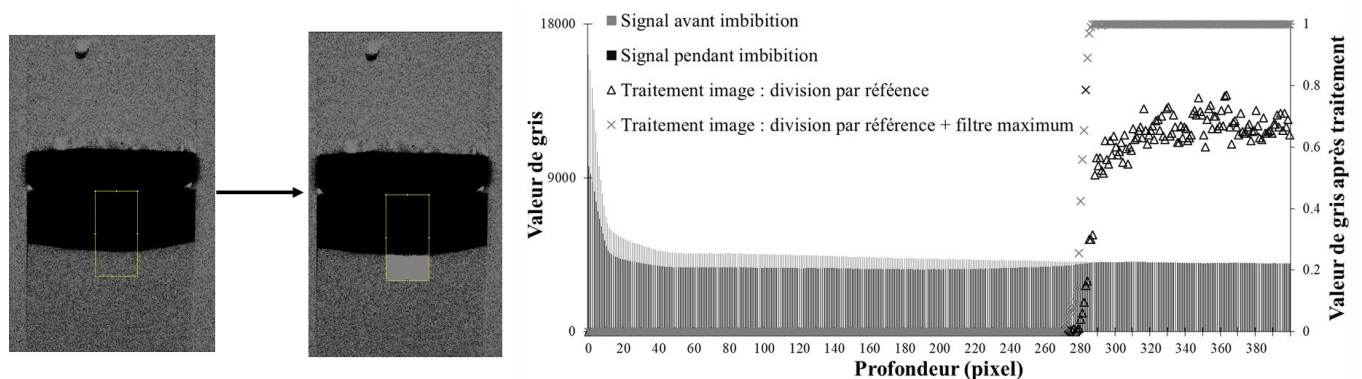 18000
Signal avant imbibition
Signal pendant imbibition
Traitement image : division par référence
Traitement image : division par référence + filtre maximum
Valeur de gris
9000
0
1
0.8
0.6
0.4
0.2
0
Valeur de gris après traitement
0 20 40 60 80 100 120 140 160 180 200 220 240 260 280 300 320 340 360 380
Profondeur (pixel)